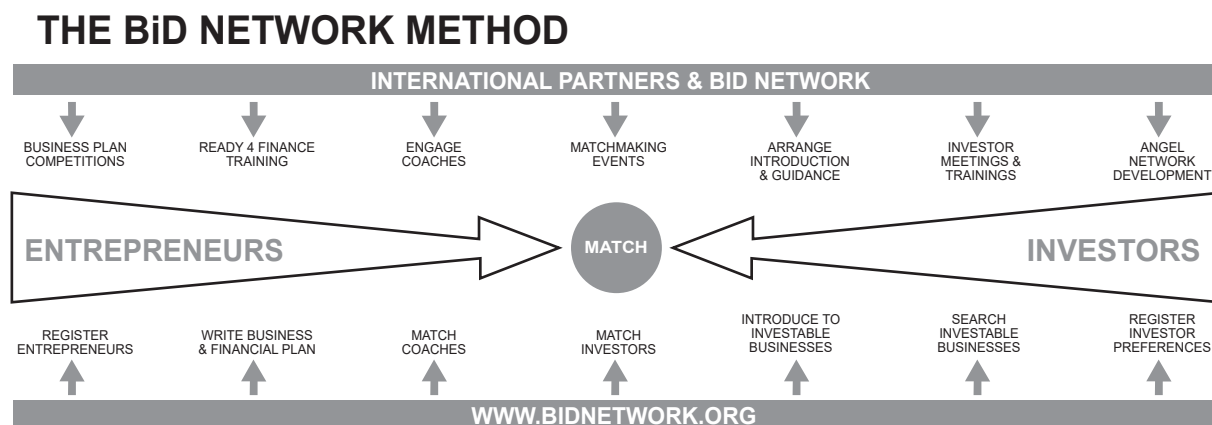 THE BiD NETWORK METHOD
INTERNATIONAL PARTNERS & BID NETWORK
BUSINESS PLAN
COMPETITIONS
READY 4 FINANCE
TRAINING
ENGAGE
COACHES
MATCHMAKING
EVENTS
ARRANGE
INTRODUCTION
& GUIDANCE
INVESTOR
MEETINGS &
TRAININGS
ANGEL
NETWORK
DEVELOPMENT
ENTREPRENEURS
MATCH
INVESTORS
REGISTER
ENTREPRENEURS
WRITE BUSINESS
& FINANCIAL PLAN
MATCH
COACHES
MATCH
INVESTORS
INTRODUCE TO
INVESTABLE
BUSINESSES
SEARCH
INVESTABLE
BUSINESSES
REGISTER
INVESTOR
PREFERENCES
WWW.BIDNETWORK.ORG